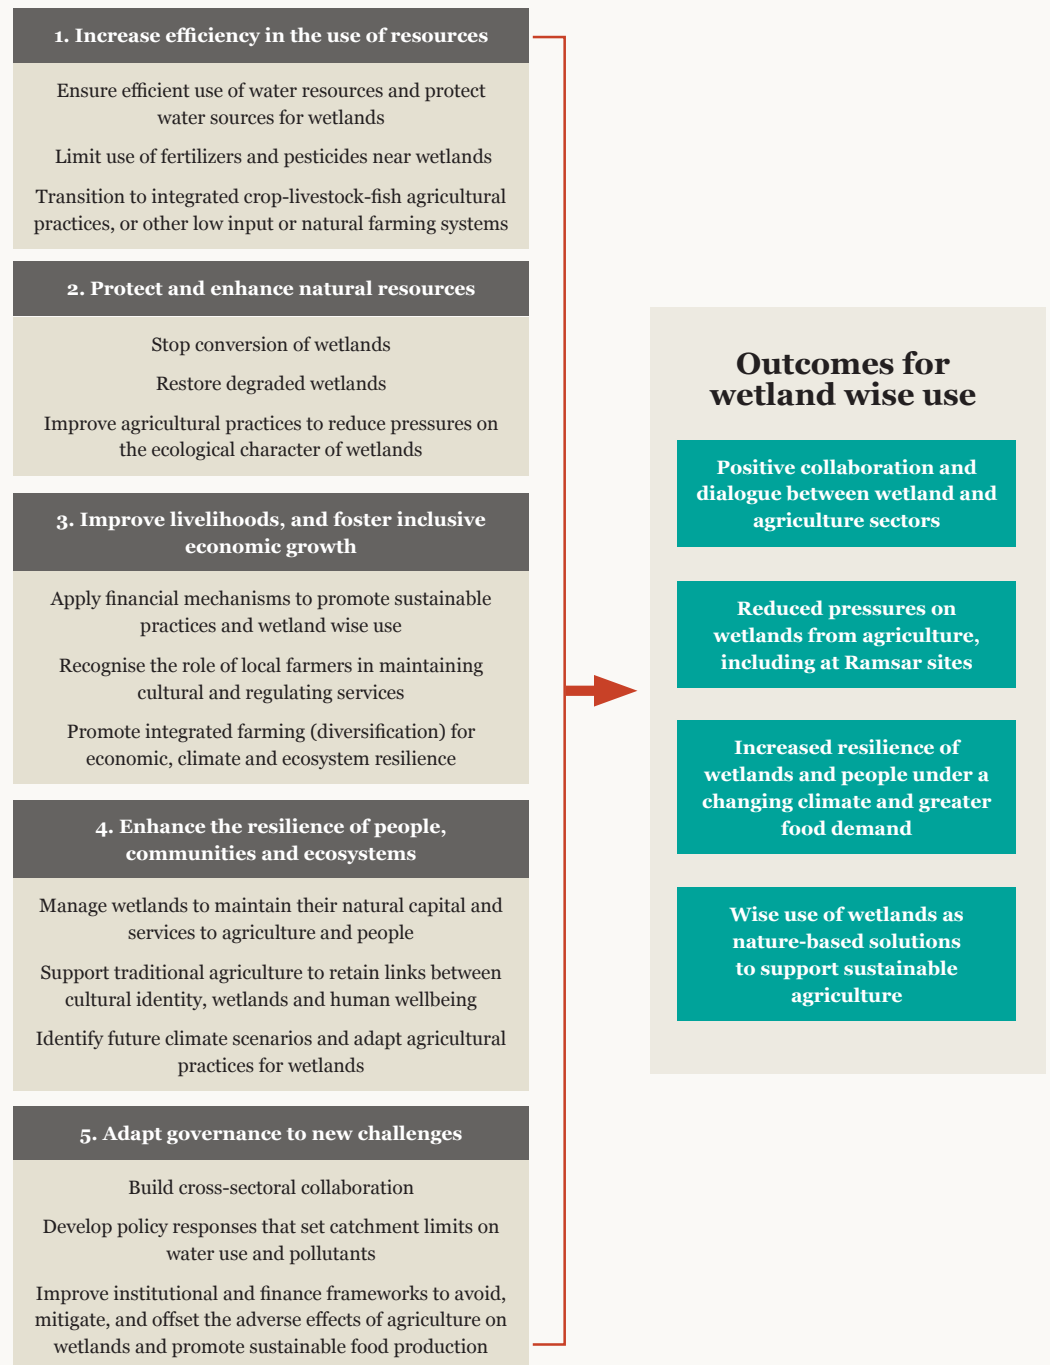 1. Increase efficiency in the use of resources
Ensure efficient use of water resources and protect
water sources for wetlands
Limit use of fertilizers and pesticides near wetlands
Transition to integrated crop-livestock-fish agricultural
practices, or other low input or natural farming systems
2. Protect and enhance natural resources
Stop conversion of wetlands
Restore degraded wetlands
Improve agricultural practices to reduce pressures on
the ecological character of wetlands
3. Improve livelihoods, and foster inclusive
economic growth
Apply financial mechanisms to promote sustainable
practices and wetland wise use
Recognise the role of local farmers in maintaining
cultural and regulating services
Promote integrated farming (diversification) for
economic, climate and ecosystem resilience
4. Enhance the resilience of people,
communities and ecosystems
Manage wetlands to maintain their natural capital and
services to agriculture and people
Support traditional agriculture to retain links between
cultural identity, wetlands and human wellbeing
Identify future climate scenarios and adapt agricultural
practices for wetlands
5. Adapt governance to new challenges
Build cross-sectoral collaboration
Develop policy responses that set catchment limits on
water use and pollutants
Improve institutional and finance frameworks to avoid,
mitigate, and offset the adverse effects of agriculture on
wetlands and promote sustainable food production
Outcomes for
wetland wise use
Positive collaboration and
dialogue between wetland and
agriculture sectors
Reduced pressures on
wetlands from agriculture,
including at Ramsar sites
Increased resilience of
wetlands and people under a
changing climate and greater
food demand
Wise use of wetlands as
nature-based solutions
to support sustainable
agriculture